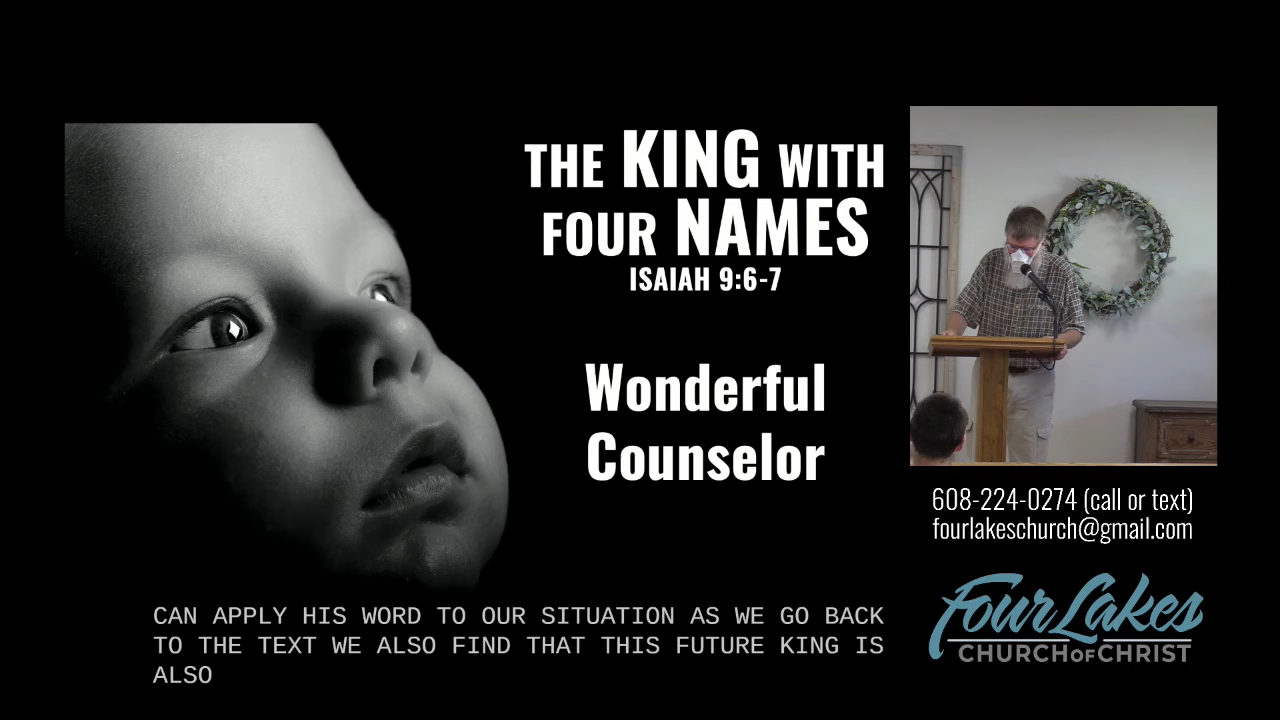 THE KING WITH
FOUR NAMES
ISAIAH 9:6-7
Wonderful
Counselor
CAN APPLY HIS WORD TO OUR SITUATION AS WE GO BACK
TO THE TEXT WE ALSO FIND THAT THIS FUTURE KING IS
ALSO
608-224-0274 (call or text)
fourlakeschurch@gmail.com
Four Lakes
CHURCH OF CHRIST